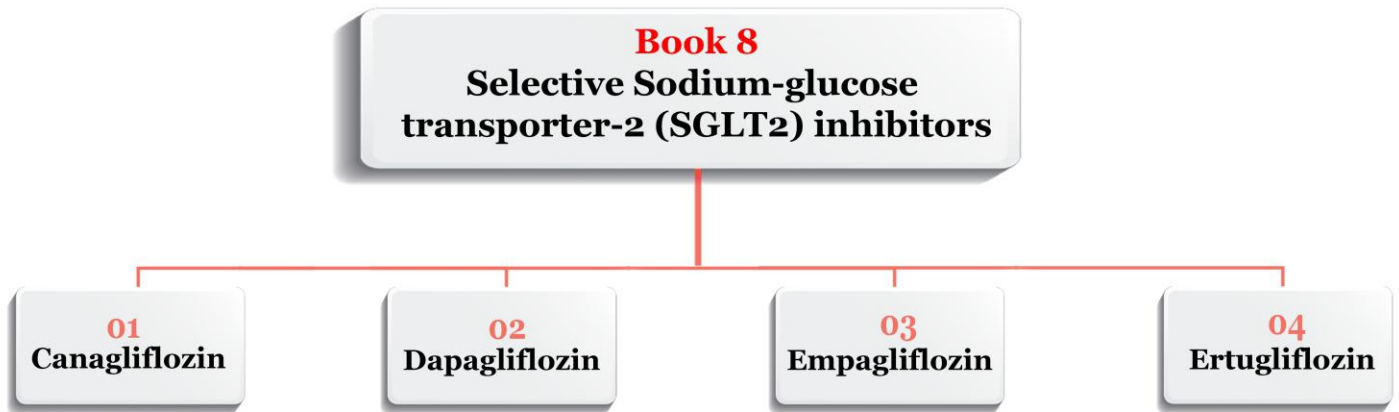 Book 8
Selective Sodium-glucose
transporter-2 (SGLT2) inhibitors
01
Canagliflozin
02
Dapagliflozin
03
Empagliflozin
04
Ertugliflozin